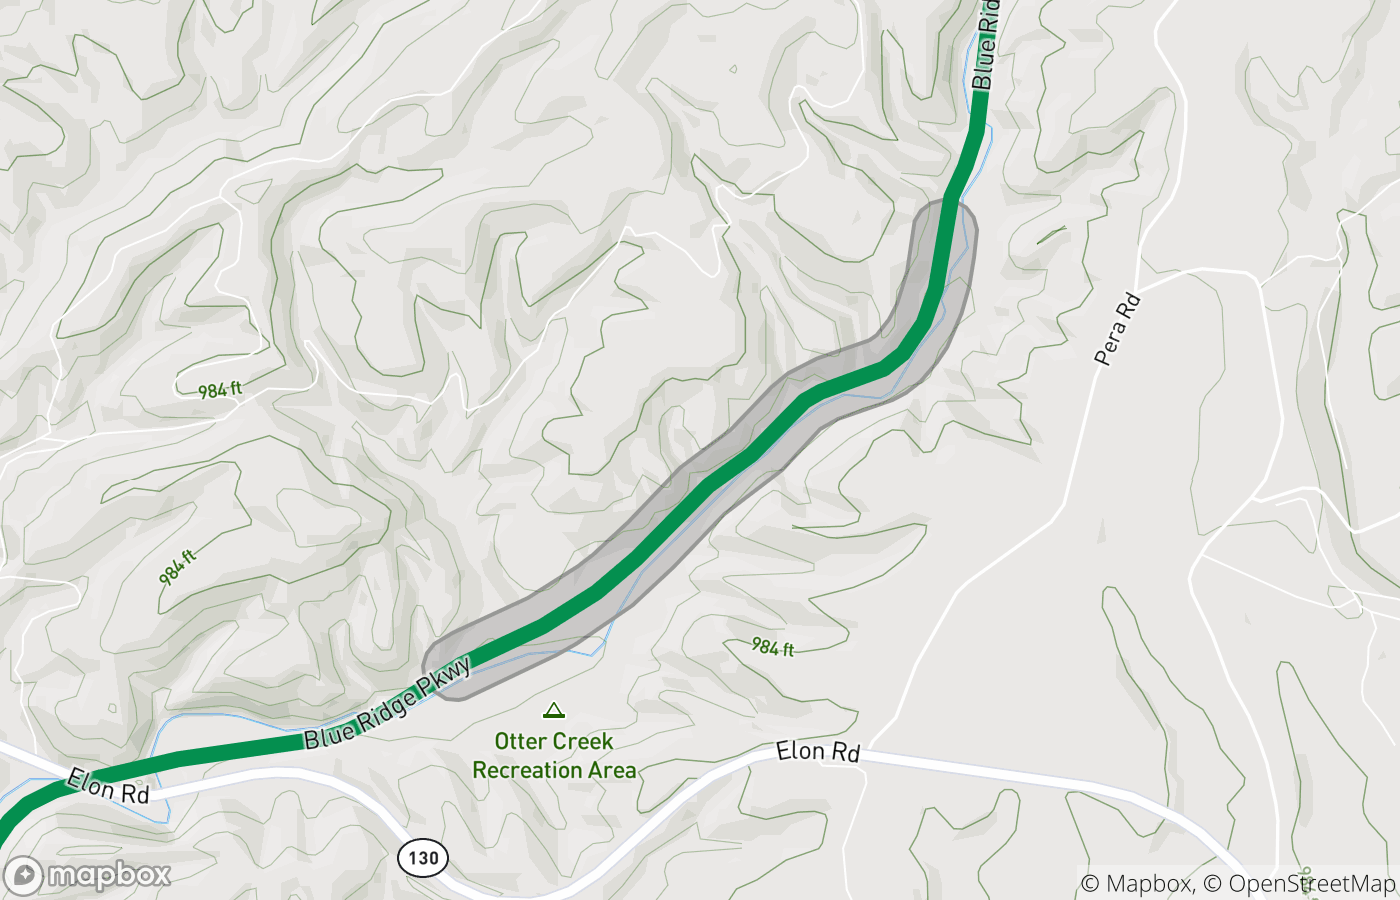 Blue Rid
Pera Rd
984 ft
984 ft
984 ft
Blue Ridge Pkwy
Otter Creek
Recreation Area
Elon Rd
Elon Rd
130
mapbox
© Mapbox, © OpenStreetMap